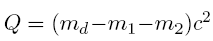 Q = (m_d−m_1−m_2)c^2